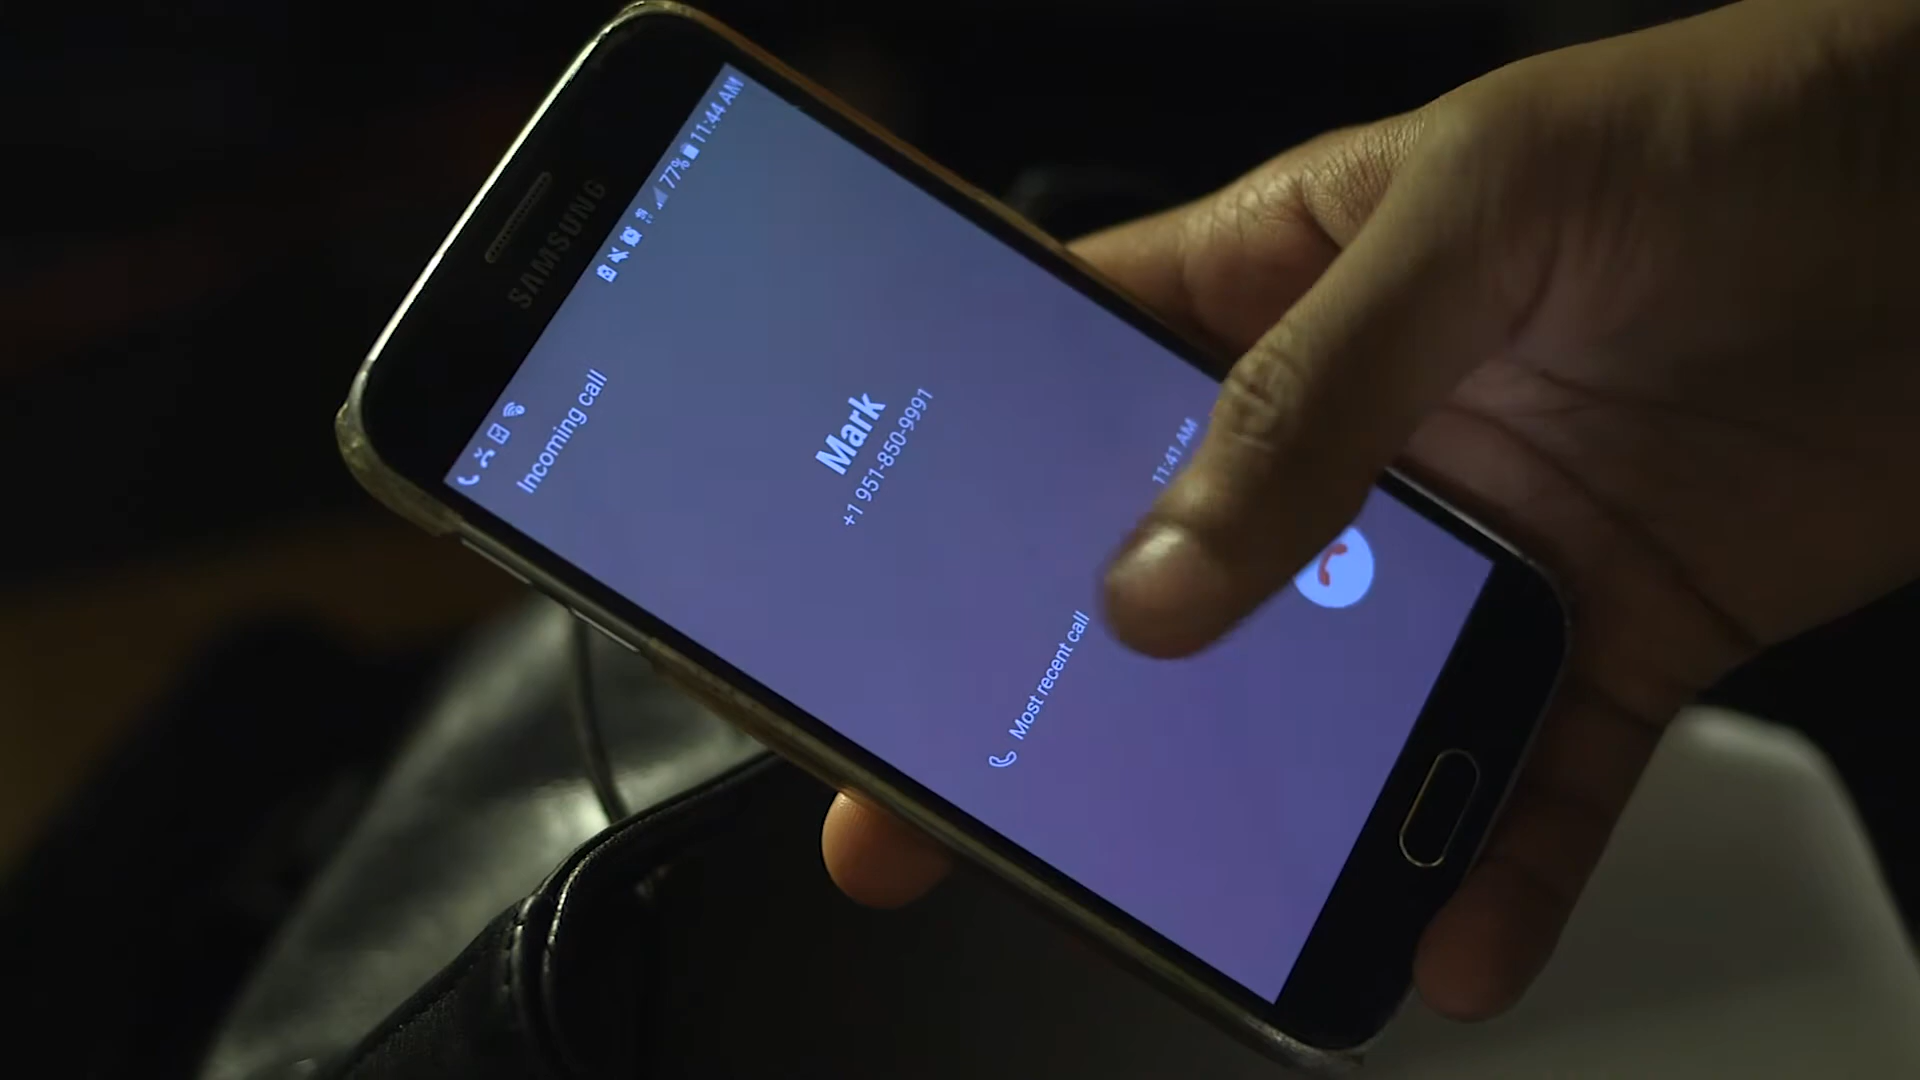 SAMSUNG
77% 11:44 AM
Incoming call
Mark
+1 951-850-9991
Most recent call
11:41 AM